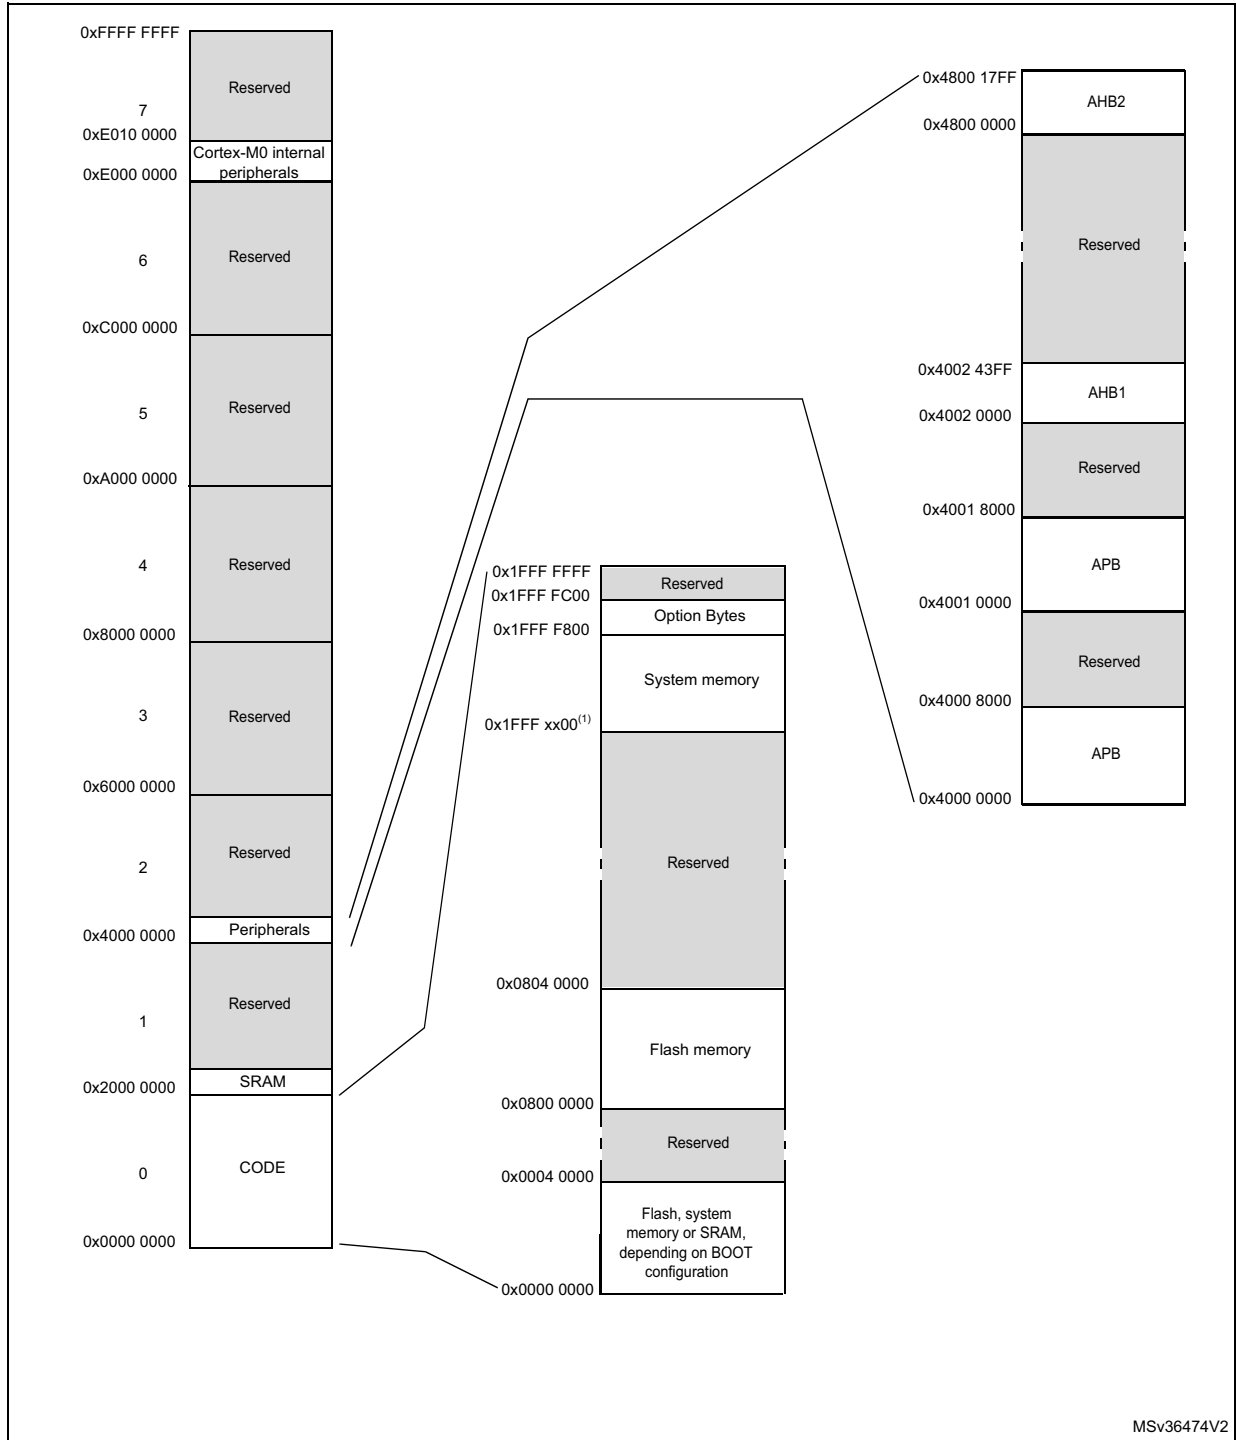 0xFFFF FFFF
Reserved
7
0xE010 0000
Cortex-M0 internal
peripherals
0xE000 0000
Reserved
6
0xC000 0000
Reserved
5
0xA000 0000
Reserved
4
0x8000 0000
Reserved
3
0x6000 0000
Reserved
2
Peripherals
0x4000 0000
Reserved
1
SRAM
0x2000 0000
CODE
0
0x0000 0000
0x1FFF FFFF
Reserved
0x1FFF FC00
Option Bytes
0x1FFF F800
System memory
0x1FFF xx00(1)
Reserved
0x0804 0000
Flash memory
0x0800 0000
Reserved
0x0004 0000
Flash, system
memory or SRAM,
depending on BOOT
configuration
0x0000 0000
0x4800 17FF
AHB2
0x4800 0000
Reserved
0x4002 43FF
AHB1
0x4002 0000
Reserved
0x4001 8000
APB
0x4001 0000
Reserved
0x4000 8000
APB
0x4000 0000
MSv36474V2